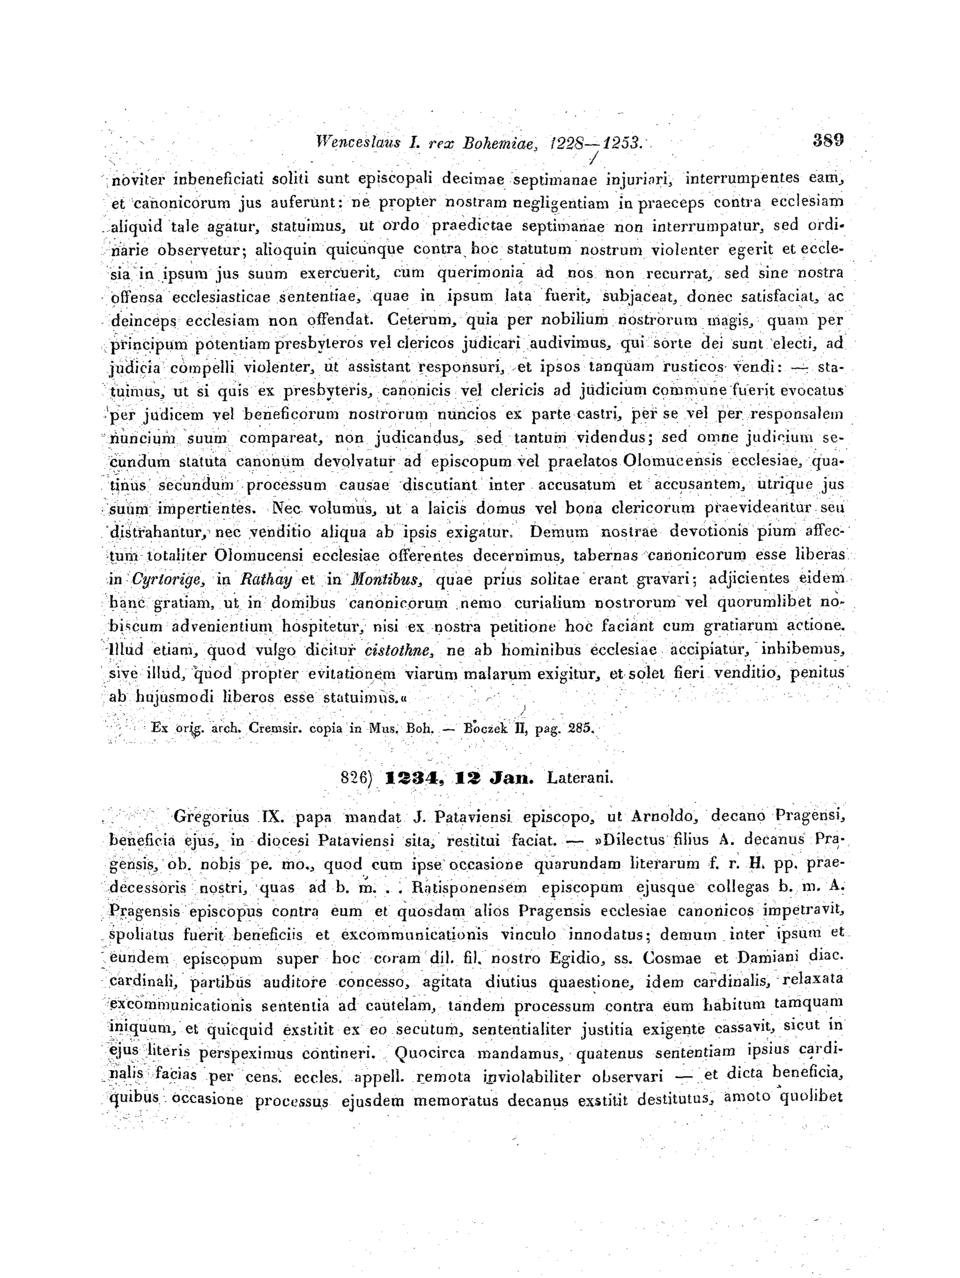 Wenceslaus I. rex Bohemiae, 1228—1253. 389
noviter inbeneficiati soliti sunt episcopali decimae septimanae injuriari, interrumpentes eam,
et canonicorum jus auferunt: ne propter nostram negligentiam in praeceps contra ecclesiam
aliquid tale agatur, statuimus, ut ordo praedictae septimanae non interrumpatur, sed ordi-
narie observetur; alioquin quicunque contra hoc statutum nostrum violenter egerit et eccle-
sia in ipsum jus suum exercuerit, cum querimonia ad nos non recurrat, sed sine nostra
offensa ecclesiasticae sententiae, quae in ipsum lata fuerit, subjaceat, donec satisfaciat, ac
deinceps ecclesiam non offendat. Ceterum, quia per nobilium nostrorum magis, quam per
principum potentiam presbyteros vel clericos judicari audivimus, qui sorte dei sunt electi, ad
judicia compelli violenter, ut assistant responsuri, et ipsos tanquam rusticos vendi: — sta-
tuimus, ut si quis ex presbyteris, canonicis vel clericis ad judicium commune fuerit evocatus
per judicem vel beneficorum nostrorum nuncios ex parte castri, per se vel per responsalem
nuncium suum compareat, non judicandus, sed tantum videndus; sed omne judicium se-
cundum statuta canonum devolvatur ad episcopum vel praelatos Olomucensis ecclesiae, qua-
tinus secundum processum causae discutiant inter accusatum et accusantem, utrique jus
suum impertientes. Nec volumus, ut a laicis domus vel bona clericorum praevideantur seu
distrahantur, nec venditio aliqua ab ipsis exigatur. Demum nostrae devotionis pium affec-
tum totaliter Olomucensi ecclesiae offerentes decernimus, tabernas canonicorum esse liberas
in Cyrtorige, in Rathay et in Montibus, quae prius solitae erant gravari; adjicientes eidem
hanc gratiam, ut in domibus canonicorum nemo curialium nostrorum vel quorumlibet no-
biscum advenientium hospitetur, nisi ex nostra petitione hoc faciant cum gratiarum actione.
Illud etiam, quod vulgo dicitur cistothne, ne ab hominibus ecclesiae accipiatur, inhibemus,
sive illud, quod propter evitationem viarum malarum exigitur, et solet fieri venditio, penitus
ab hujusmodi liberos esse statuimus.«
Ex orig. arch. Cremsir. copia in Mus. Boh. — Boczek II, pag. 285.
826) 1234, 12 Jan. Laterani.
Gregorius IX. papa mandat J. Pataviensi episcopo, ut Arnoldo, decano Pragensi,
beneficia ejus, in diocesi Pataviensi sita, restitui faciat. — »Dilectus filius A. decanus Pra-
gensis, ob. nobis pe. mo., quod cum ipse occasione quarundam literarum f. r. H. pp. prae-
decessoris nostri, quas ad b. m. . . Ratisponensem episcopum ejusque collegas b. m. A.
Pragensis episcopus contra eum et quosdam alios Pragensis ecclesiae canonicos impetravit,
spoliatus fuerit beneficiis et excommunicationis vinculo innodatus; demum inter ipsum et
eundem episcopum super hoc coram dil. fil. nostro Egidio, ss. Cosmae et Damiani diac.
cardinali, partibus auditore concesso, agitata diutius quaestione, idem cardinalis, relaxata
excommunicationis sententia ad cautelam, tandem processum contra eum habitum tamquam
iniquum, et quicquid exstitit ex eo secutum, sententialiter justitia exigente cassavit, sicut in
ejus literis perspeximus contineri. Quocirca mandamus, quatenus sententiam ipsius cardi-
nalis facias per cens. eccles. appell. remota inviolabiliter observari — et dicta beneficia,
quibus occasione processus ejusdem memoratus decanus exstitit destitutus, amoto quolibet